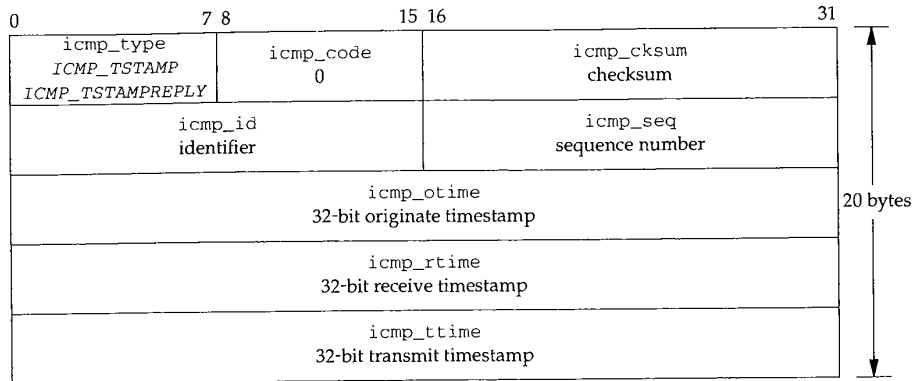 0 7 8 15 16 31
icmp_type
ICMP_TSTAMP
ICMP_TSTAMPREPLY
icmp_code
0
icmp_cksum
checksum
icmp_id
identifier
icmp_seq
sequence number
icmp_otime
32-bit originate timestamp
20 bytes
icmp_rtime
32-bit receive timestamp
icmp_ttime
32-bit transmit timestamp